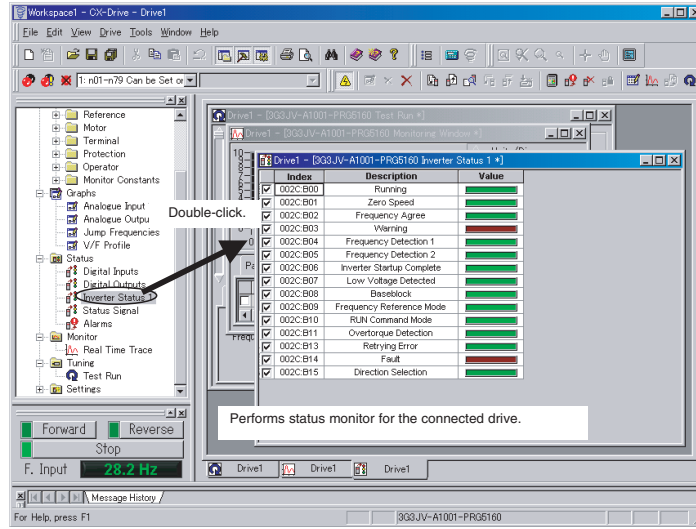 Workspace1 - CX-Drive - Drive1
File Edit View Drive Tools Window Help
1: n01-n79 Can be Set or
Reference
Motor
Terminal
Protection
Operator
Monitor Constants
Graphs
Analogue Input
Analogue Outpu
Jump Frequencies
V/F Profile
Status
Digital Inputs
Digital Outputs
Inverter Status 1
Status Signal
Alarms
Monitor
Real Time Trace
Tuning
Test Run
Settings
Double-click.
Drive1 - [3G3JV-A1001-PRG5160 Test Run *]
Drive1 - [3G3JV-A1001-PRG5160 Monitoring Window *]
10
Drive1 - [3G3JV-A1001-PRG5160 Inverter Status 1 *]
Index Description Value
002C:B00 Running
002C:B01 Zero Speed
002C:B02 Frequency Agree
002C:B03 Warning
002C:B04 Frequency Detection 1
002C:B05 Frequency Detection 2
002C:B06 Inverter Startup Complete
002C:B07 Low Voltage Detected
002C:B08 Baseblock
002C:B09 Frequency Reference Mode
002C:B10 RUN Command Mode
002C:B11 Overtorque Detection
002C:B13 Retrying Error
002C:B14 Fault
002C:B15 Direction Selection
Performs status monitor for the connected drive.
Forward Reverse
Stop
F. Input 28.2 Hz
Drive1 Drive1 Drive1
Message History
For Help, press F1
3G3JV-A1001-PRG5160